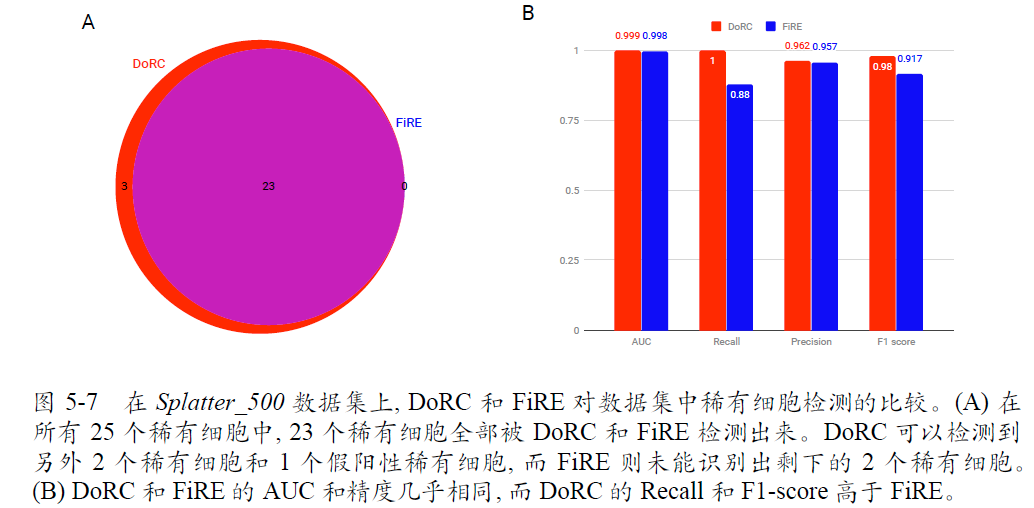 A
DoRC
FiRE
3
23
0
B
DoRC
FiRE
0.999
0.998
1
0.88
0.962
0.957
0.98
0.917
1
0.75
0.5
0.25
0
AUC
Recall
Precision
F1 score
图 5-7 在 Splatter_500 数据集上, DoRC 和 FiRE 对数据集中稀有细胞检测的比较。(A) 在
所有 25 个稀有细胞中, 23 个稀有细胞全部被 DoRC 和 FiRE 检测出来。DoRC 可以检测到
另外 2 个稀有细胞和 1 个假阳性稀有细胞, 而 FiRE 则未能识别出剩下的 2 个稀有细胞。
(B) DoRC 和 FiRE 的 AUC 和精度几乎相同, 而 DoRC 的 Recall 和 F1-score 高于 FiRE。